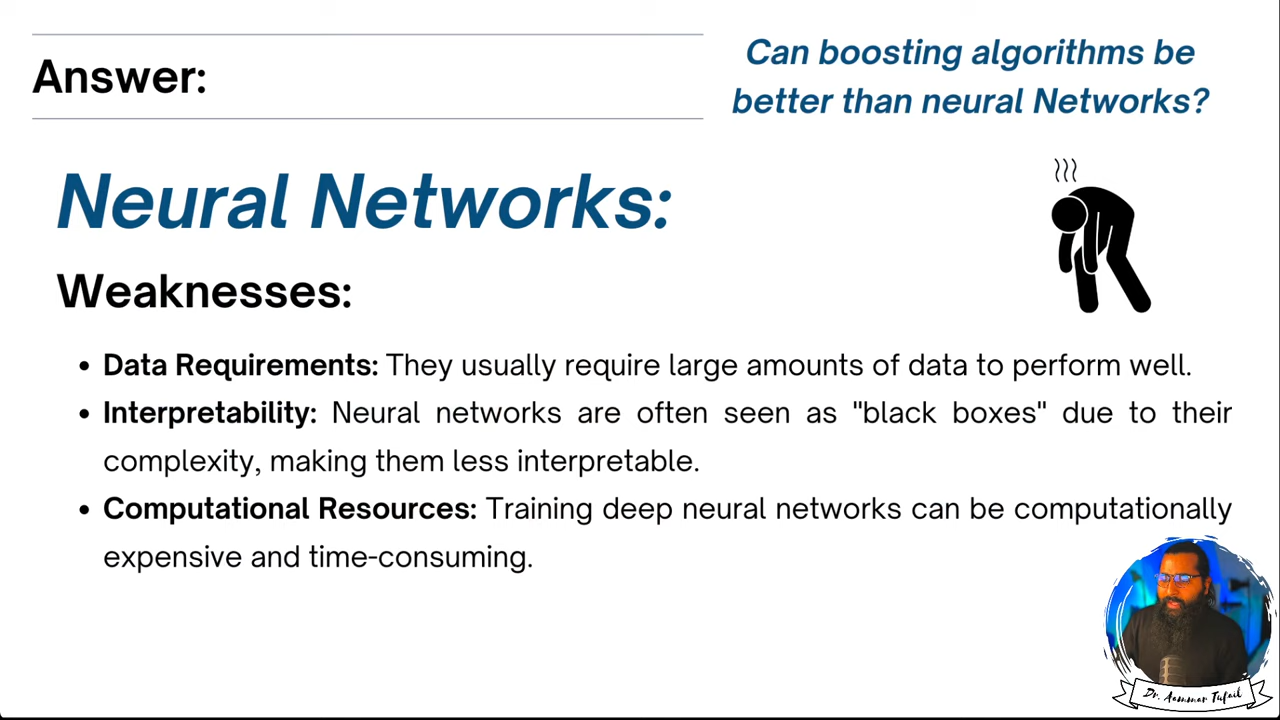 Answer:
Can boosting algorithms be
better than neural Networks?
Neural Networks:
Weaknesses:
• Data Requirements: They usually require large amounts of data to perform well.
• Interpretability: Neural networks are often seen as "black boxes" due to their
complexity, making them less interpretable.
• Computational Resources: Training deep neural networks can be computationally
expensive and time-consuming.
Dr. Aammar Tufail